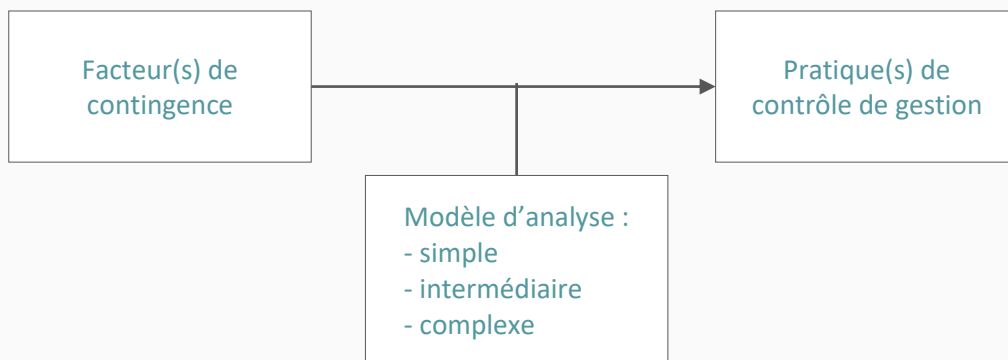 Facteur(s) de
contingence
Pratique(s) de
contrôle de gestion
Modèle d’analyse :
- simple
- intermédiaire
- complexe